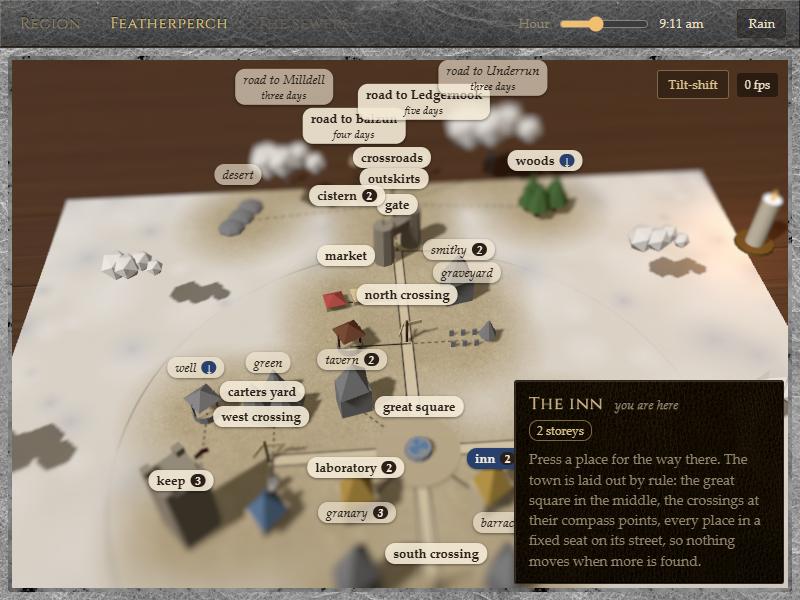 Region
Featherperch
The Sewers
Hour
9:11 am
Rain
Tilt-shift
0 fps
road to Milldell
three days
road to Underrun
three days
road to Ledgernook
five days
road to Balzun
four days
crossroads
woods
desert
outskirts
cistern 2
gate
market
smithy 2
graveyard
north crossing
tavern 2
well
green
carters yard
west crossing
great square
keep 3
laboratory 2
inn 2
granary 3
south crossing
The Inn you are here
2 storeys
Press a place for the way there. The
town is laid out by rule: the great
square in the middle, the crossings at
their compass points, every place in a
fixed seat on its street, so nothing
moves when more is found.